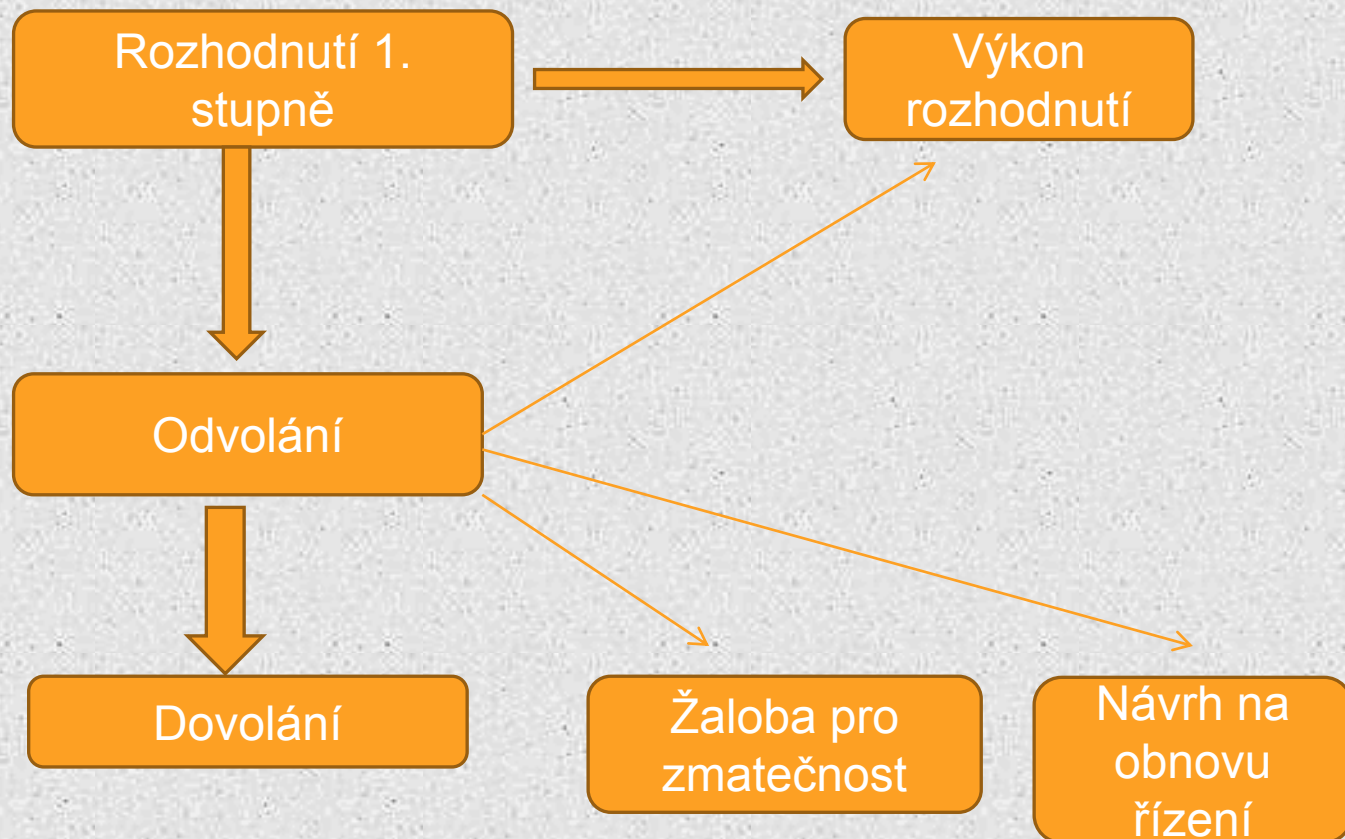 Rozhodnutí 1.
stupně
Výkon
rozhodnutí
Odvolání
Dovolání
Žaloba pro
zmatečnost
Návrh na
obnovu
řízení